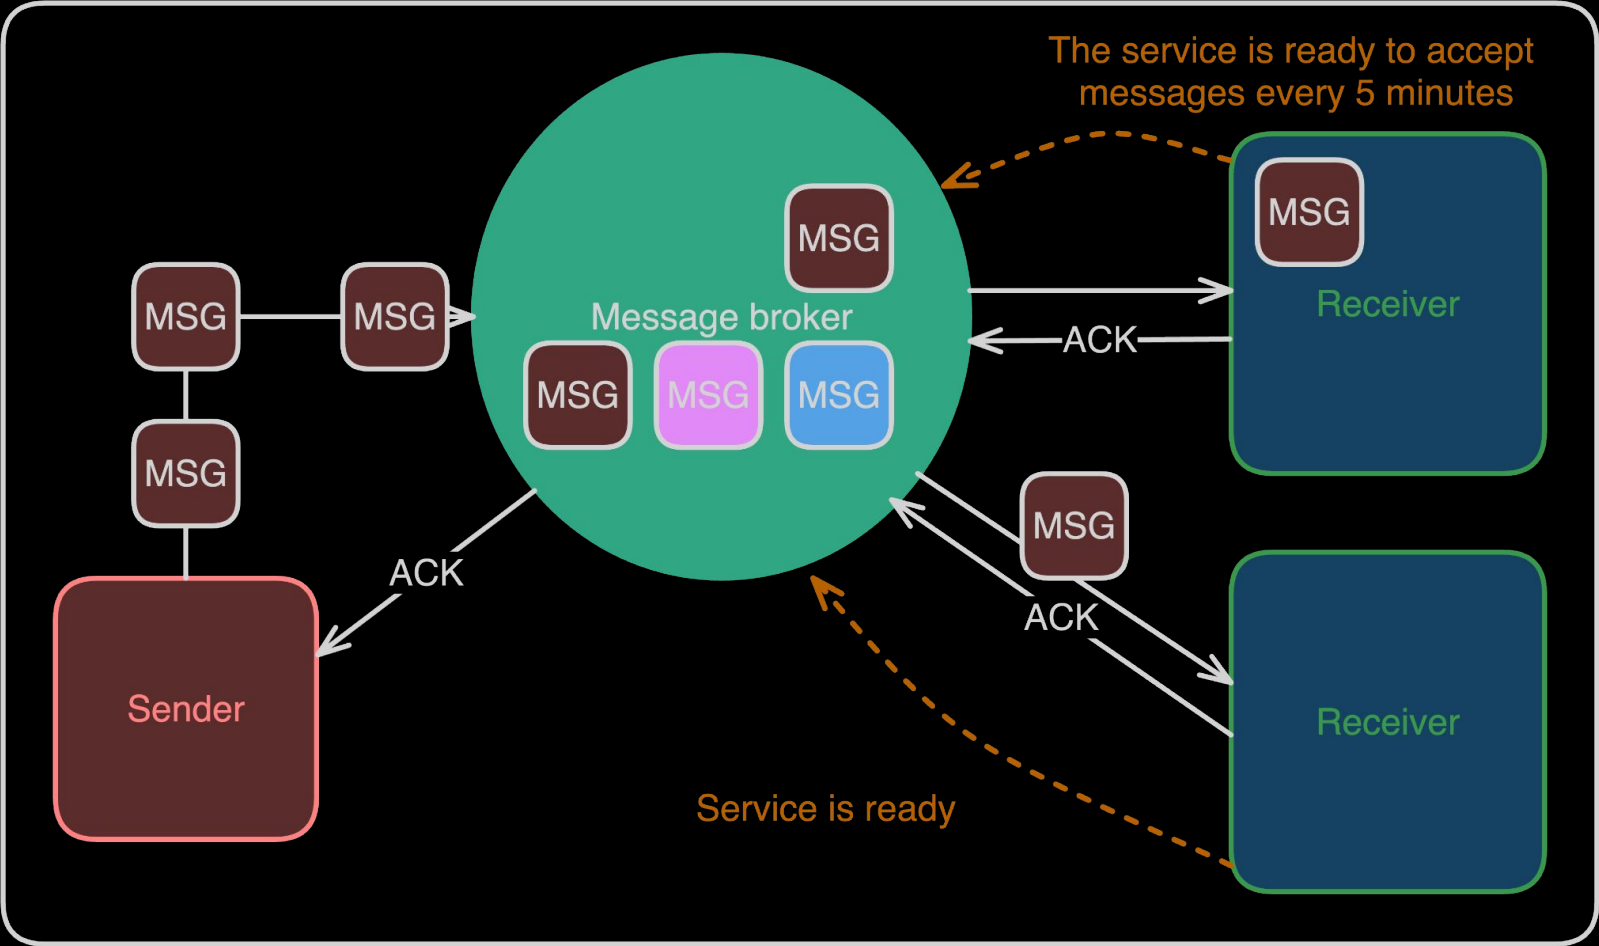 The service is ready to accept
messages every 5 minutes
MSG
MSG
MSG
MSG
Receiver
Message broker
ACK
MSG
MSG
MSG
MSG
MSG
ACK
ACK
Sender
Receiver
Service is ready